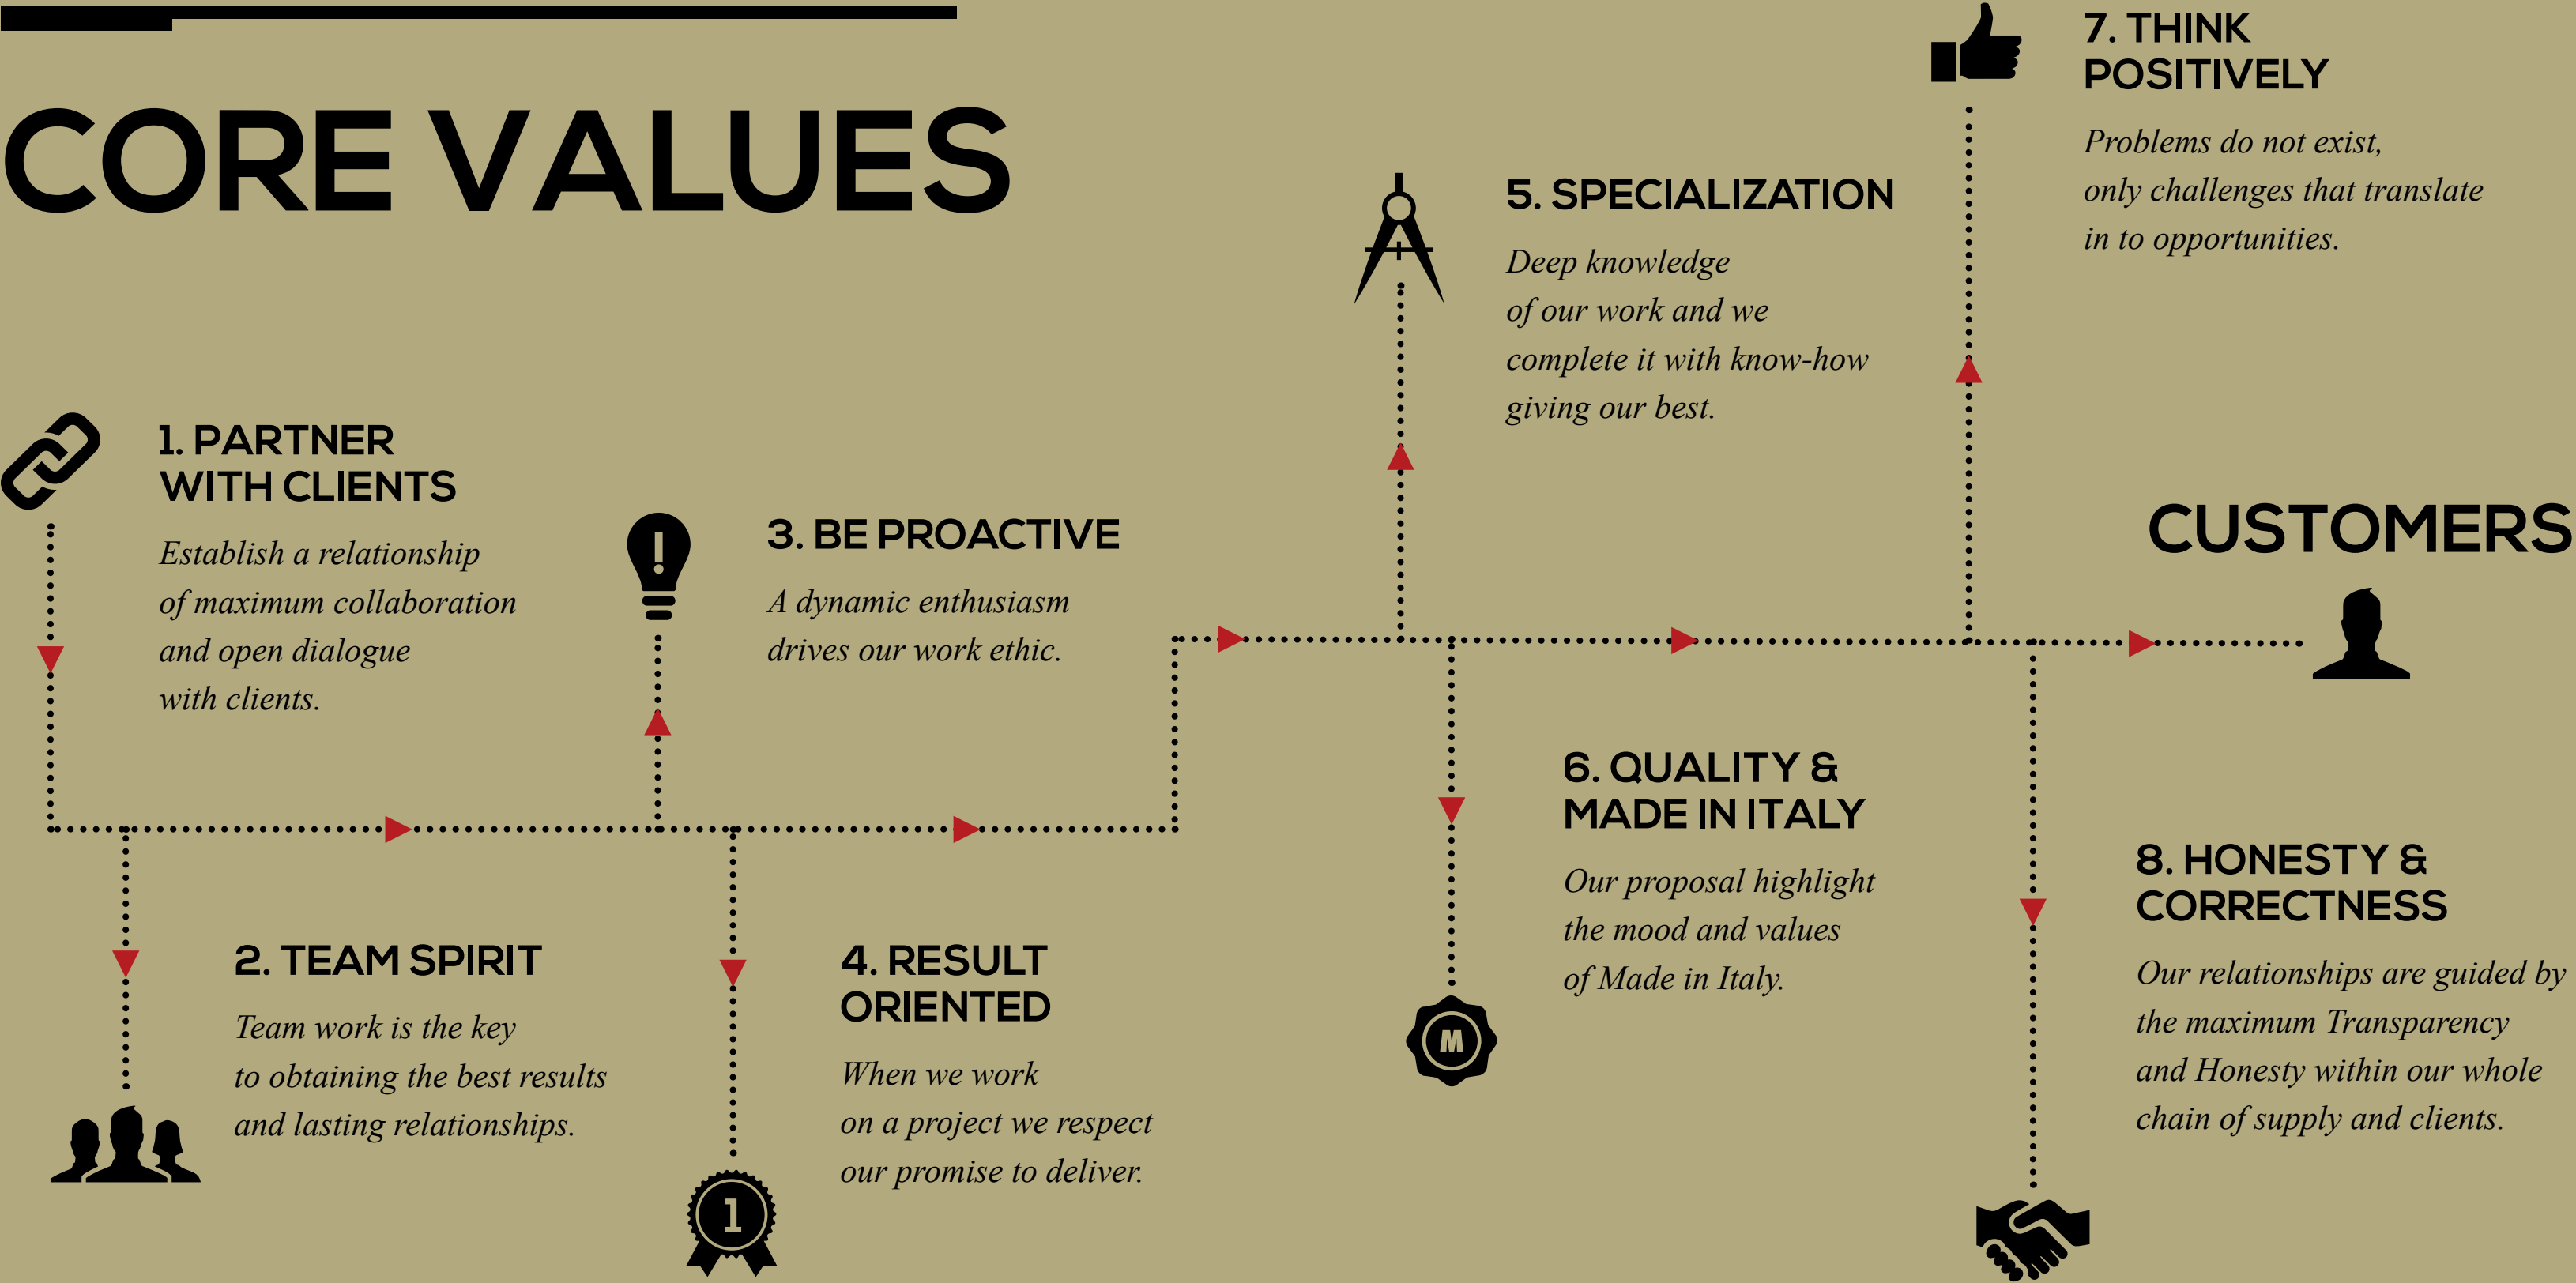 CORE VALUES
1. PARTNER
WITH CLIENTS
Establish a relationship
of maximum collaboration
and open dialogue
with clients.
2. TEAM SPIRIT
Team work is the key
to obtaining the best results
and lasting relationships.
!
3. BE PROACTIVE
A dynamic enthusiasm
drives our work ethic.
4. RESULT
ORIENTED
When we work
on a project we respect
our promise to deliver.
1
5. SPECIALIZATION
Deep knowledge
of our work and we
complete it with know-how
giving our best.
6. QUALITY &
MADE IN ITALY
Our proposal highlight
the mood and values
of Made in Italy.
M
7. THINK
POSITIVELY
Problems do not exist,
only challenges that translate
in to opportunities.
8. HONESTY &
CORRECTNESS
Our relationships are guided by
the maximum Transparency
and Honesty within our whole
chain of supply and clients.
CUSTOMERS